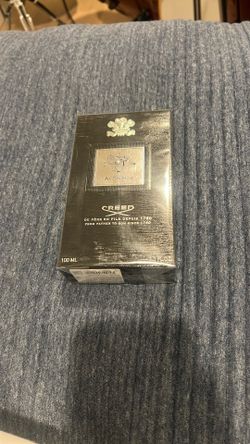 CREED
DE PÈRE EN FILS DEPUIS 1760
FROM FATHER TO SON SINCE 1760
100 ML